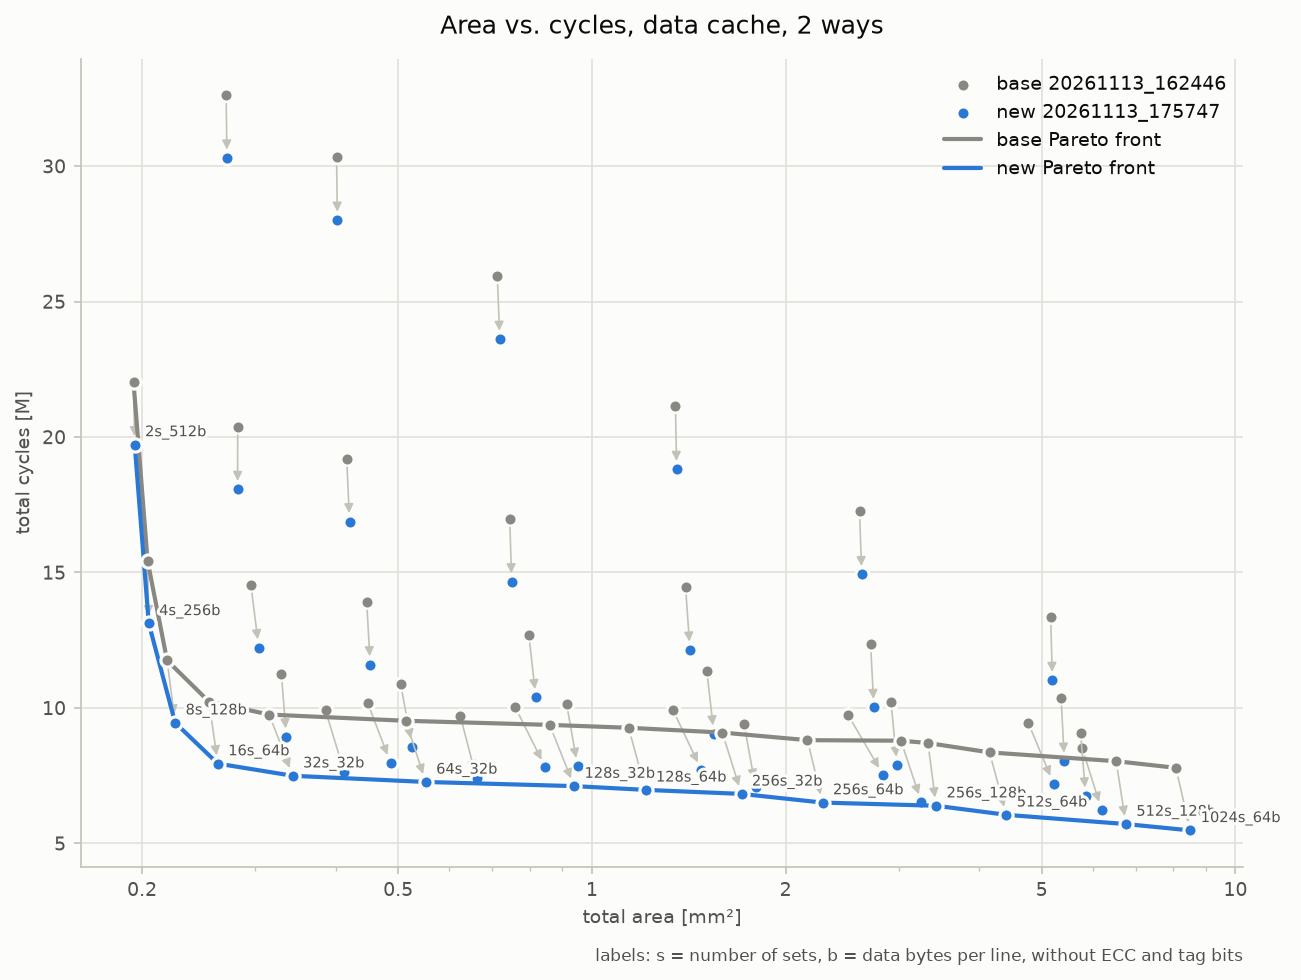 Area vs. cycles, data cache, 2 ways
base 20261113_162446
new 20261113_175747
base Pareto front
new Pareto front
total cycles [M]
30
25
20
15
10
5
2s_512b
4s_256b
8s_128b
16s_64b
32s_32b
64s_32b
128s_32b
128s_64b
256s_32b
256s_64b
256s_128b
512s_64b
512s_128b
1024s_64b
0.2
0.5
1
2
5
10
total area [mm²]
labels: s = number of sets, b = data bytes per line, without ECC and tag bits